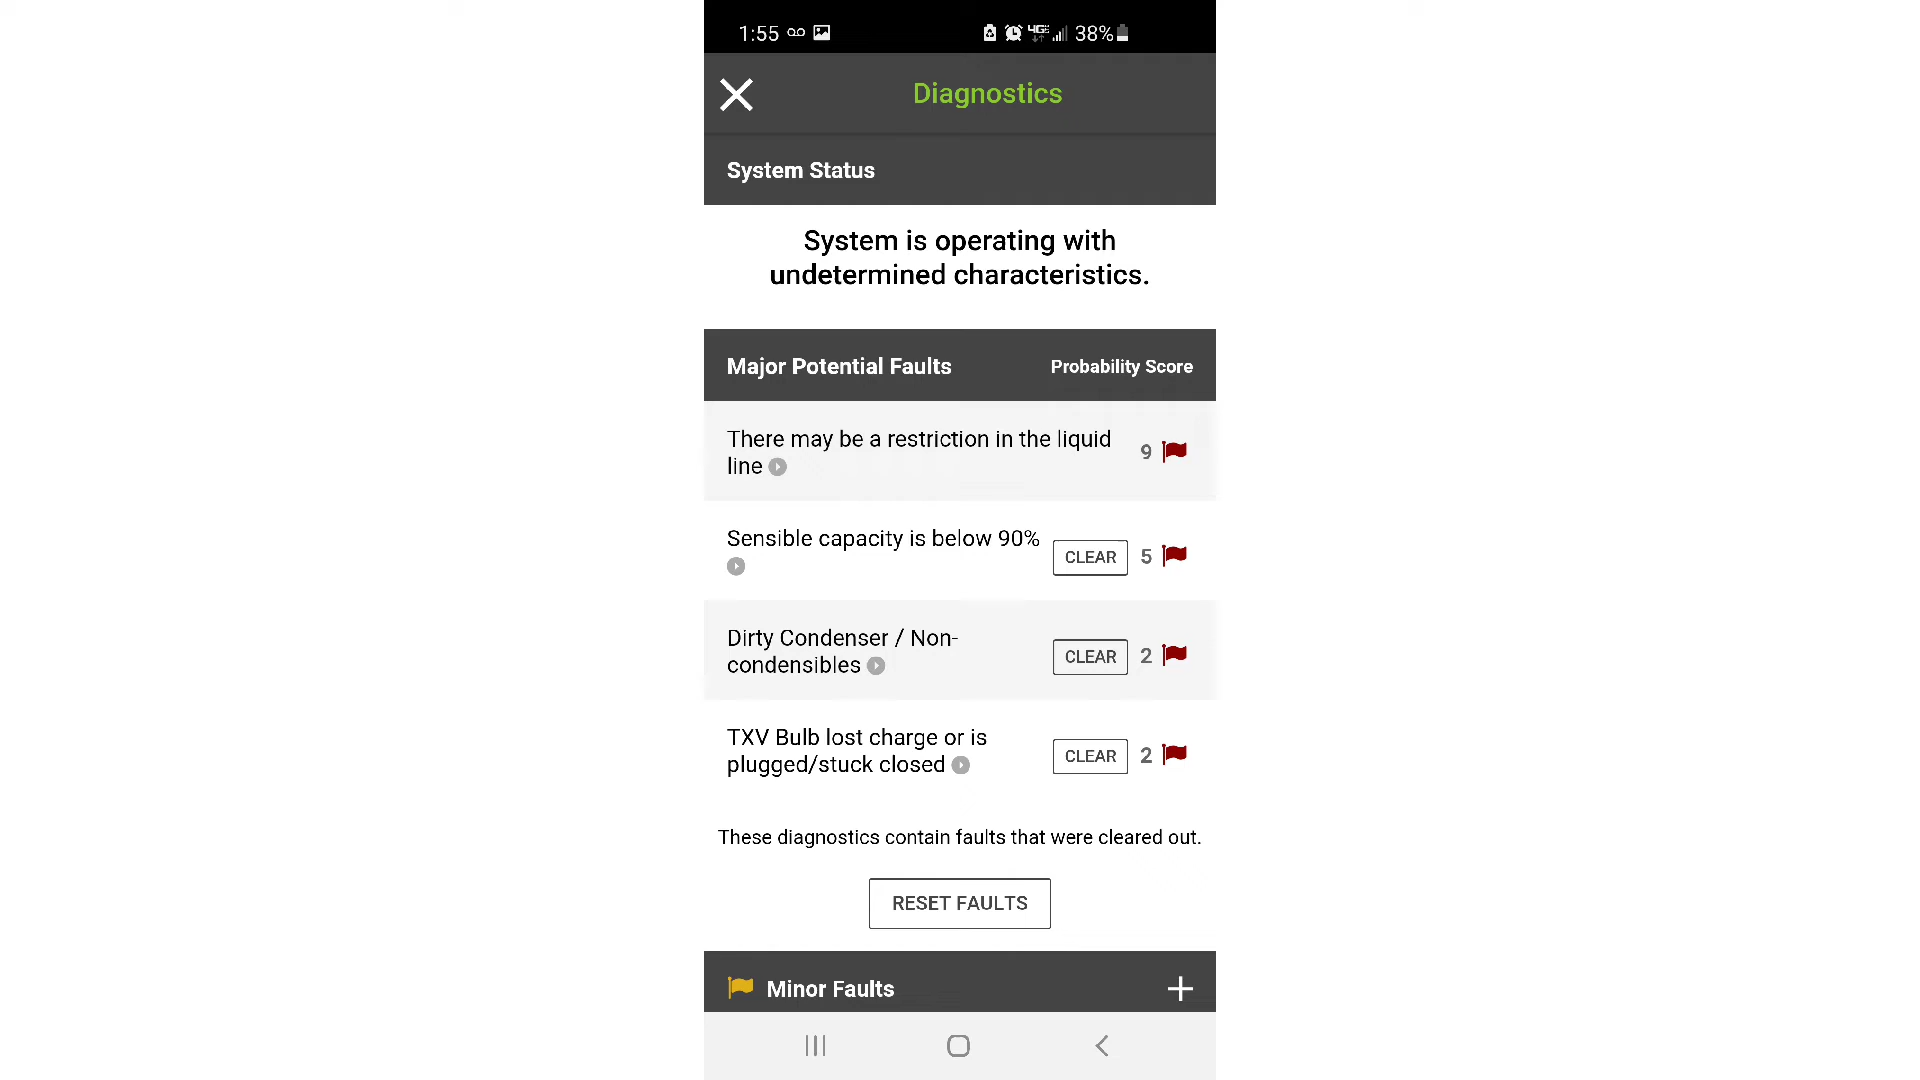 1:55 38%
Diagnostics
System Status
System is operating with
undetermined characteristics.
Major Potential Faults Probability Score
There may be a restriction in the liquid
line
9
Sensible capacity is below 90%
CLEAR 5
Dirty Condenser / Non-
condensibles
CLEAR 2
TXV Bulb lost charge or is
plugged/stuck closed
CLEAR 2
These diagnostics contain faults that were cleared out.
RESET FAULTS
Minor Faults